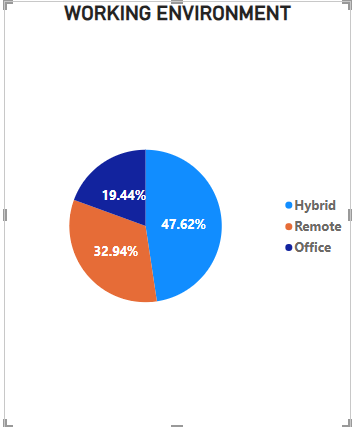 WORKING ENVIRONMENT
19.44%
47.62%
32.94%
Hybrid
Remote
Office